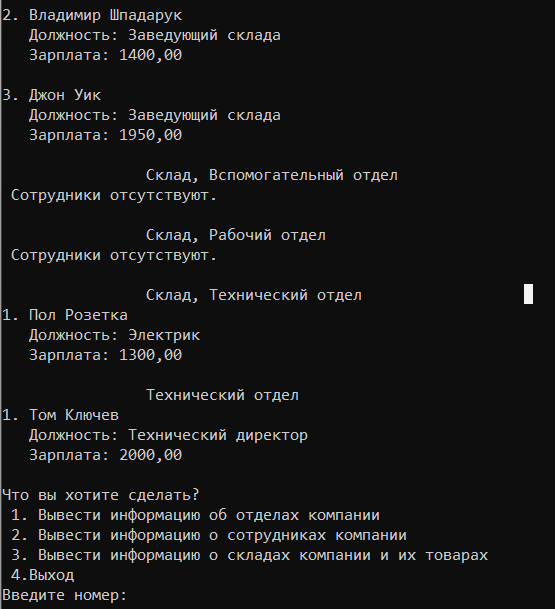 2. Владимир Шпадарук
Должность: Заведующий склада
Зарплата: 1400,00
3. Джон Уик
Должность: Заведующий склада
Зарплата: 1950,00
Склад, Вспомогательный отдел
Сотрудники отсутствуют.
Склад, Рабочий отдел
Сотрудники отсутствуют.
Склад, Технический отдел
1. Пол Розетка
Должность: Электрик
Зарплата: 1300,00
Технический отдел
1. Том Ключев
Должность: Технический директор
Зарплата: 2000,00
Что вы хотите сделать?
1. Вывести информацию об отделах компании
2. Вывести информацию о сотрудниках компании
3. Вывести информацию о складах компании и их товарах
4.Выход
Введите номер: